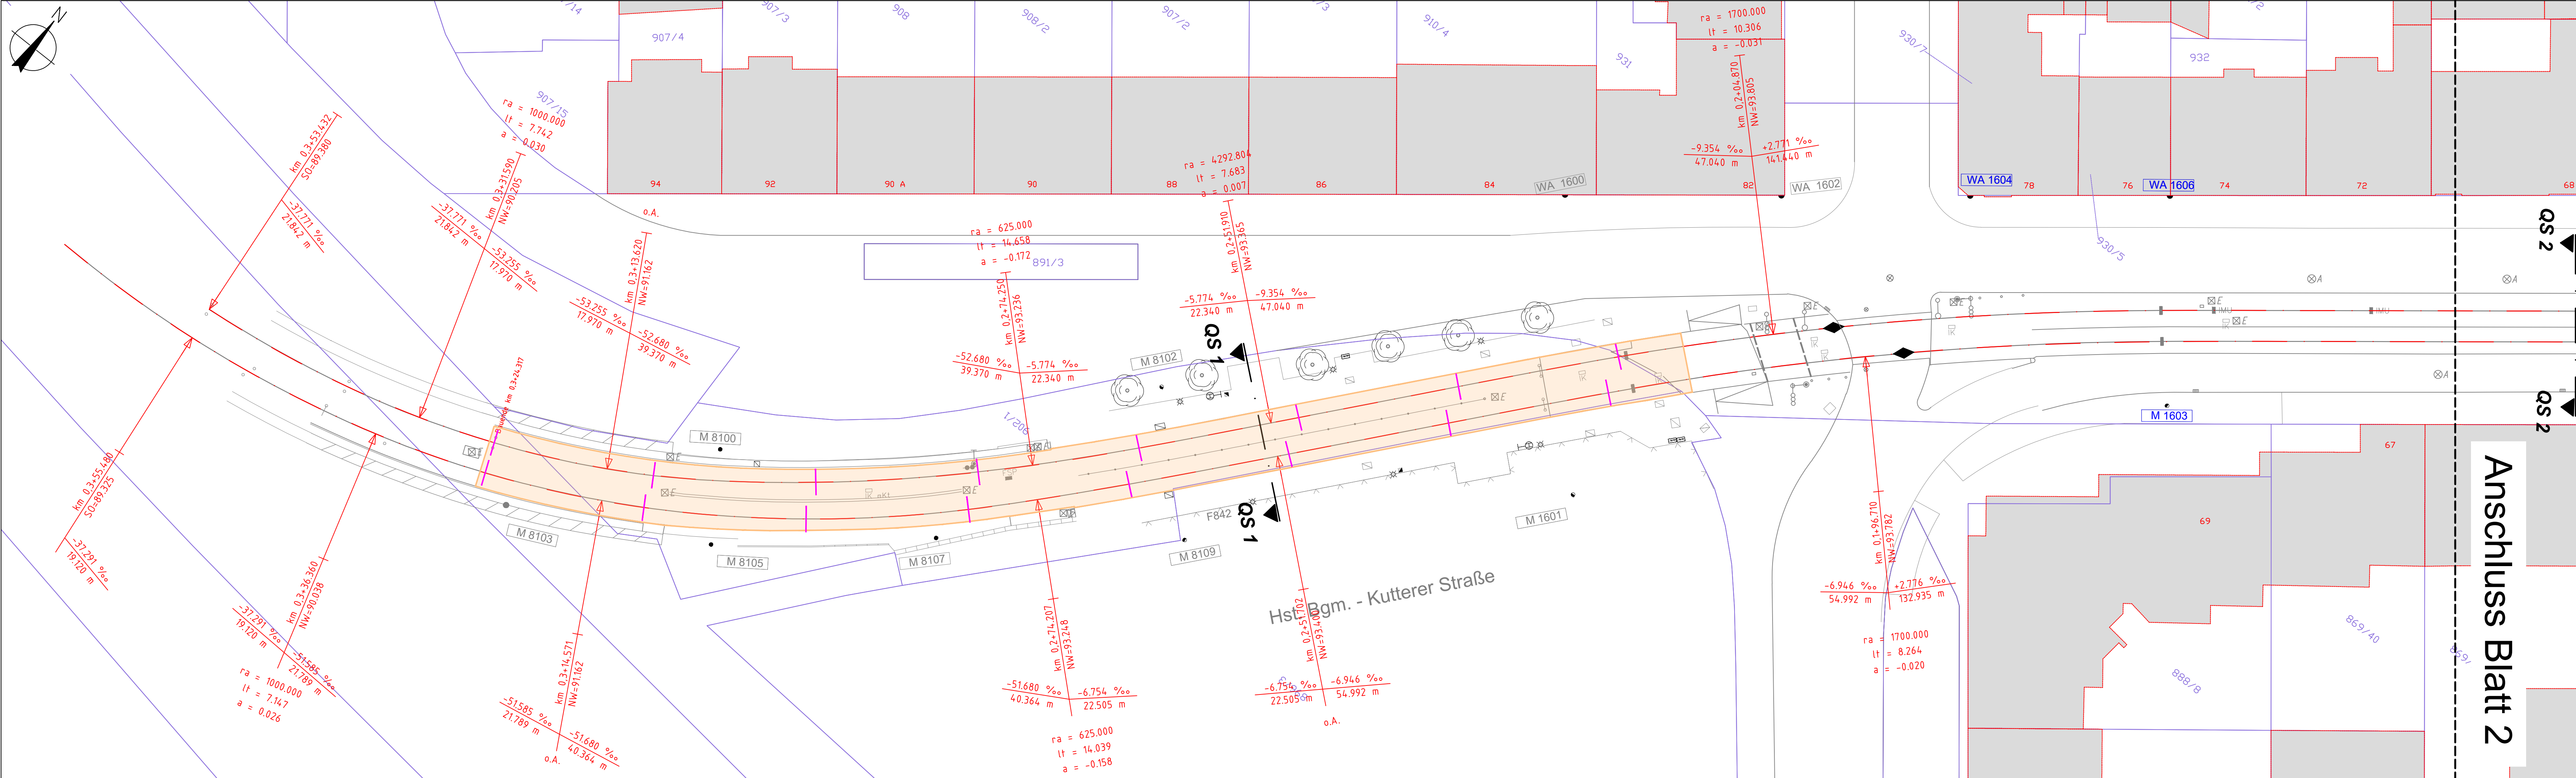 N
907/4
907/3
908
908/2
907/2
910/4
931
930/7
932
907/15
891/3
930/5
ra = 1700.000
lt = 10.306
a = -0.031
km 0,2+04.870
NW=93.805
-9.354 ‰
47.040 m
+2.771 ‰
141.440 m
ra = 1000.000
lt = 7.742
a = 0.030
km 0,3+53.432
SO=89.380
-37.771 ‰
21.842 m
km 0,3+31.590
NW=90.205
-37.771 ‰
21.842 m
-53.255 ‰
17.970 m
o.A.
km 0,3+13.620
NW=91.162
-53.255 ‰
17.970 m
-52.680 ‰
39.370 m
ra = 625.000
lt = 14.658
a = -0.172
km 0,2+74.250
NW=93.236
-52.680 ‰
39.370 m
-5.774 ‰
22.340 m
ra = 4292.804
lt = 7.683
a = 0.007
km 0,2+51.910
NW=93.365
-5.774 ‰
22.340 m
-9.354 ‰
47.040 m
94
92
90 A
90
88
86
84
82
78
76
74
72
68
WA 1600
WA 1602
WA 1604
WA 1606
QS 2
QS 1
M 8102
M 8100
Bauende km 0,3+24.317
908/1
M 1603
QS 2
67
69
M 8103
M 8105
M 8107
M 8109
F842
QS 1
M 1601
Hst. Bgm. - Kutterer Straße
km 0,3+55.480
SO=89.325
-37.291 ‰
19.120 m
km 0,3+36.360
NW=90.038
-37.291 ‰
19.120 m
-51.585 ‰
21.789 m
ra = 1000.000
lt = 7.147
a = 0.026
km 0,3+14.571
NW=91.162
-51.585 ‰
21.789 m
-51.680 ‰
40.364 m
o.A.
km 0,2+74.207
NW=93.248
-51.680 ‰
40.364 m
-6.754 ‰
22.505 m
ra = 625.000
lt = 14.039
a = -0.158
km 0,2+51.702
-6.754 ‰
22.505 m
-6.946 ‰
54.992 m
o.A.
km 0,1+96.710
NW=93.782
-6.946 ‰
54.992 m
+2.776 ‰
132.935 m
ra = 1700.000
lt = 8.264
a = -0.020
869/40
888/8
Anschluss Blatt 2